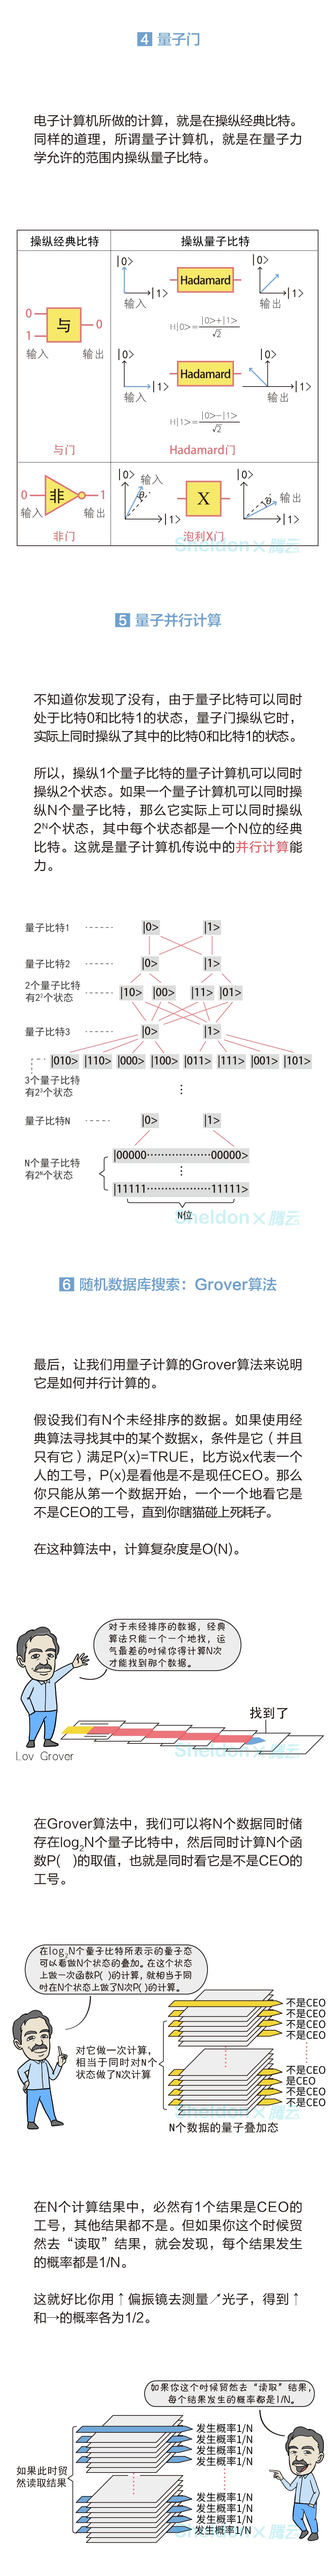 4 量子门
电子计算机所做的计算，就是在操纵经典比特。
同样的道理，所谓量子计算机，就是在量子力
学允许的范围内操纵量子比特。
操纵经典比特
操纵量子比特
0
1
与
0
输入
输出
与门
|0>
|1>
输入
Hadamard
|0>
|1>
输出
H|0>=|0>+|1>
√2
|0>
|1>
输入
Hadamard
|0>
|1>
输出
H|1>=|0>−|1>
√2
Hadamard门
0
非
1
输入
输出
非门
|0>
输入
θ
|1>
X
|0>
θ
输出
|1>
泡利X门
Sheldon×腾云
5 量子并行计算
不知道你发现了没有，由于量子比特可以同时
处于比特0和比特1的状态，量子门操纵它时，
实际上同时操纵了其中的比特0和比特1的状态。
所以，操纵1个量子比特的量子计算机可以同时
操纵2个状态。如果一个量子计算机可以同时操
纵N个量子比特，那么它实际上可以同时操纵
2ᴺ个状态，其中每个状态都是一个N位的经典
比特。这就是量子计算机传说中的并行计算能
力。
量子比特1
|0>
|1>
量子比特2
|0>
|1>
2个量子比特
有2²个状态
|10>
|00>
|11>
|01>
量子比特3
|0>
|1>
|010>
|110>
|000>
|100>
|011>
|111>
|001>
|101>
3个量子比特
有2³个状态
量子比特N
|0>
|1>
N个量子比特
有2ᴺ个状态
|00000··················00000>
|11111··················11111>
N位
Sheldon×腾云
6 随机数据库搜索：Grover算法
最后，让我们用量子计算的Grover算法来说明
它是如何并行计算的。
假设我们有N个未经排序的数据。如果使用经
典算法寻找其中的某个数据x，条件是它（并且
只有它）满足P(x)=TRUE，比方说x代表一个
人的工号，P(x)是看他是不是现任CEO。那么
你只能从第一个数据开始，一个一个地看它是
不是CEO的工号，直到你瞎猫碰上死耗子。
在这种算法中，计算复杂度是O(N)。
对于未经排序的数据，经典
算法只能一个一个地找，运
气最差的时候你得计算N次
才能找到那个数据。
找到了
Lov Grover
Sheldon×腾云
在Grover算法中，我们可以将N个数据同时储
存在log₂N个量子比特中，然后同时计算N个函
数P( )的取值，也就是同时看它是不是CEO的
工号。
在log₂N个量子比特所表示的量子态
可以看做N个状态的叠加。在这个状态
上做一次函数P( )的计算，就相当于同
时在N个状态上做了N次P( )的计算。
对它做一次计算，
相当于同时对N个
状态做了N次计算
不是CEO
不是CEO
不是CEO
不是CEO
不是CEO
是CEO
不是CEO
不是CEO
Sheldon×腾云
N个数据的量子叠加态
在N个计算结果中，必然有1个结果是CEO的
工号，其他结果都不是。但如果你这个时候贸
然去“读取”结果，就会发现，每个结果发生
的概率都是1/N。
这就好比你用↑偏振镜去测量↗光子，得到↑
和→的概率各为1/2。
如果你这个时候贸然去“读取”结果，
每个结果发生的概率都是1/N。
如果此时贸
然读取结果
发生概率1/N
发生概率1/N
发生概率1/N
发生概率1/N
发生概率1/N
发生概率1/N
发生概率1/N
发生概率1/N
Sheldon×腾云